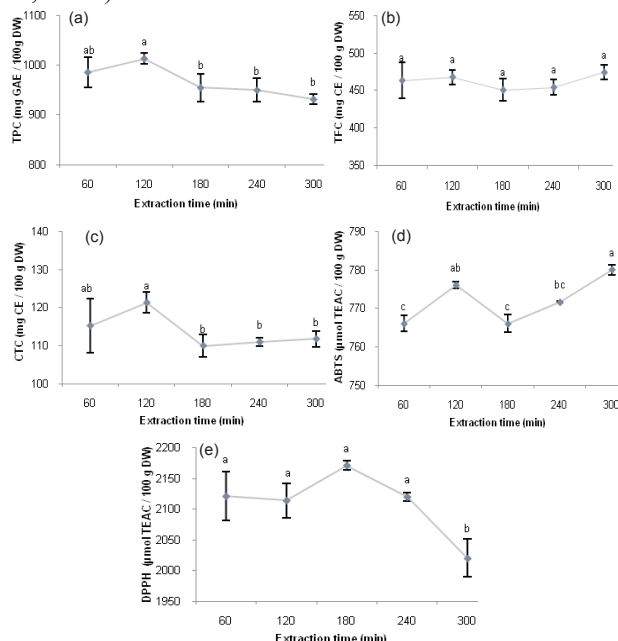 (a)
TPC (mg GAE / 100g DW)
1100
1000
900
800
ab
a
b
b
b
60 120 180 240 300
Extraction time (min)
(b)
TFC (mg CE / 100g DW)
550
500
450
400
350
a
a
a
a
a
60 120 180 240 300
Extraction time (min)
(c)
CTC (mg CE / 100 g DW)
140
130
120
110
100
ab
a
b
b
b
60 120 180 240 300
Extraction time (min)
(d)
ABTS (µmol TEAC / 100 g DW)
790
780
770
760
750
c
ab
c
bc
a
60 120 180 240 300
Extraction time (min)
(e)
DPPH (µmol TEAC / 100 g DW)
2200
2150
2100
2050
2000
1950
a
a
a
a
b
60 120 180 240 300
Extraction time (min)